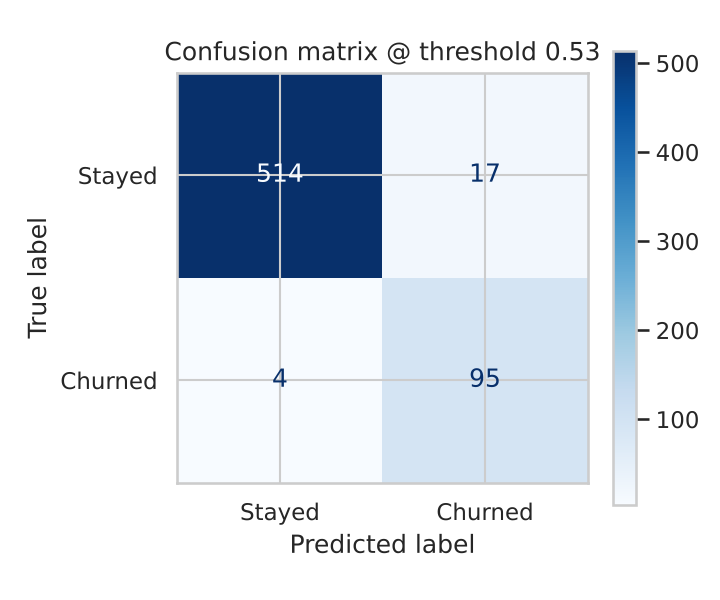 Confusion matrix @ threshold 0.53
500
400
300
200
100
True label
Stayed
514
17
Churned
4
95
Stayed
Churned
Predicted label